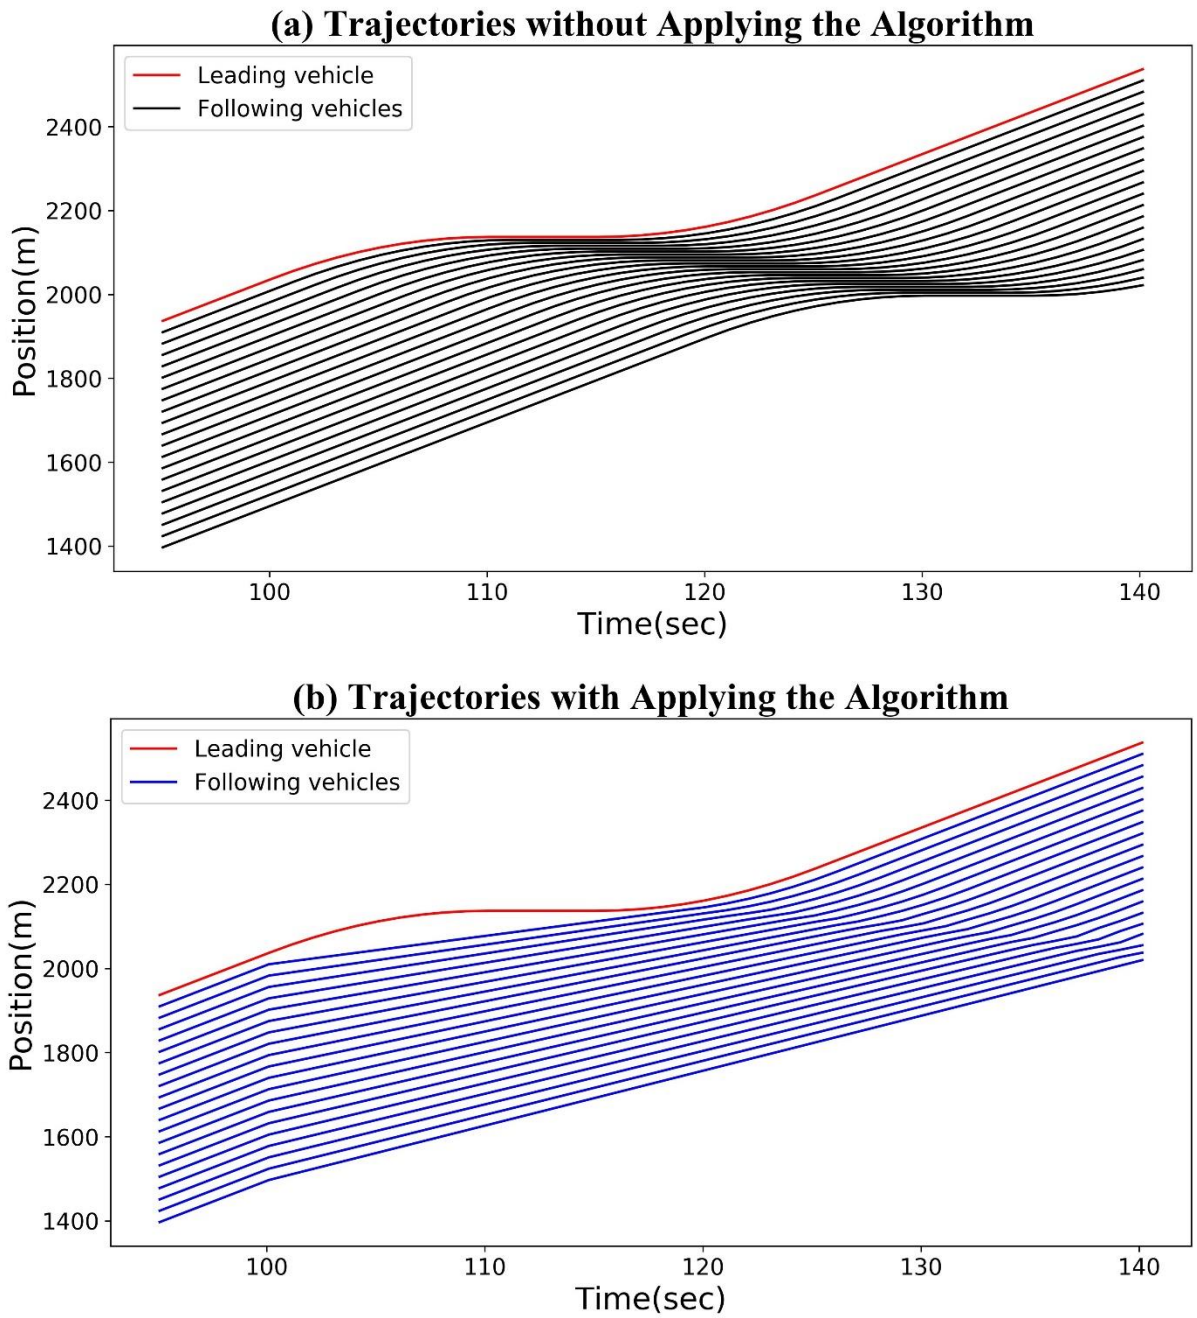 (a) Trajectories without Applying the Algorithm
Leading vehicle
Following vehicles
Position(m)
2400
2200
2000
1800
1600
1400
100 110 120 130 140
Time(sec)
(b) Trajectories with Applying the Algorithm
Leading vehicle
Following vehicles
Position(m)
2400
2200
2000
1800
1600
1400
100 110 120 130 140
Time(sec)